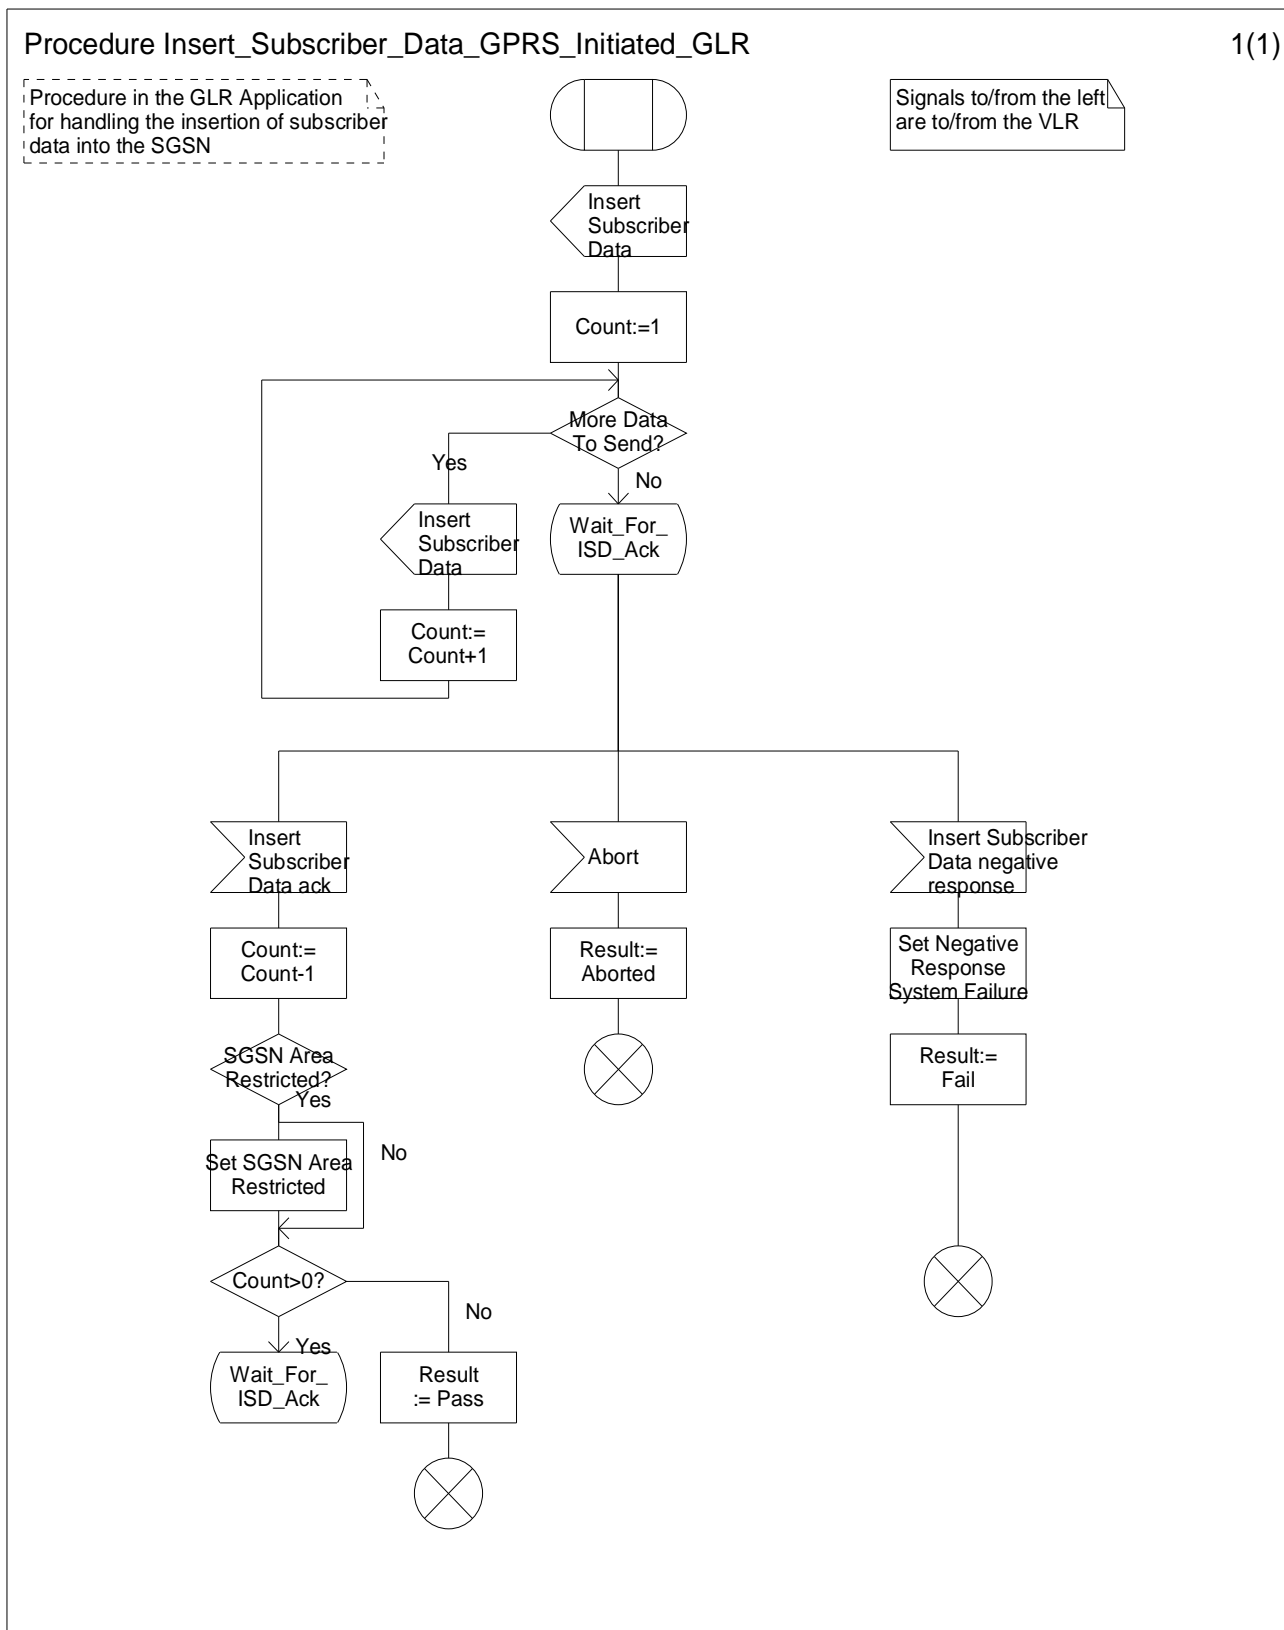 Procedure Insert_Subscriber_Data_GPRS_Initiated_GLR
1(1)
Procedure in the GLR Application
for handling the insertion of subscriber
data into the SGSN
Signals to/from the left
are to/from the VLR
Insert
Subscriber
Data
Count:=1
More Data
To Send?
Yes
No
Insert
Subscriber
Data
Wait_For_
ISD_Ack
Count:=
Count+1
Insert
Subscriber
Data ack
Abort
Insert Subscriber
Data negative
response
Count:=
Count-1
Result:=
Aborted
Set Negative
Response
System Failure
SGSN Area
Restricted?
Yes
Result:=
Fail
No
Set SGSN Area
Restricted
Count>0?
No
Yes
Wait_For_
ISD_Ack
Result
:= Pass